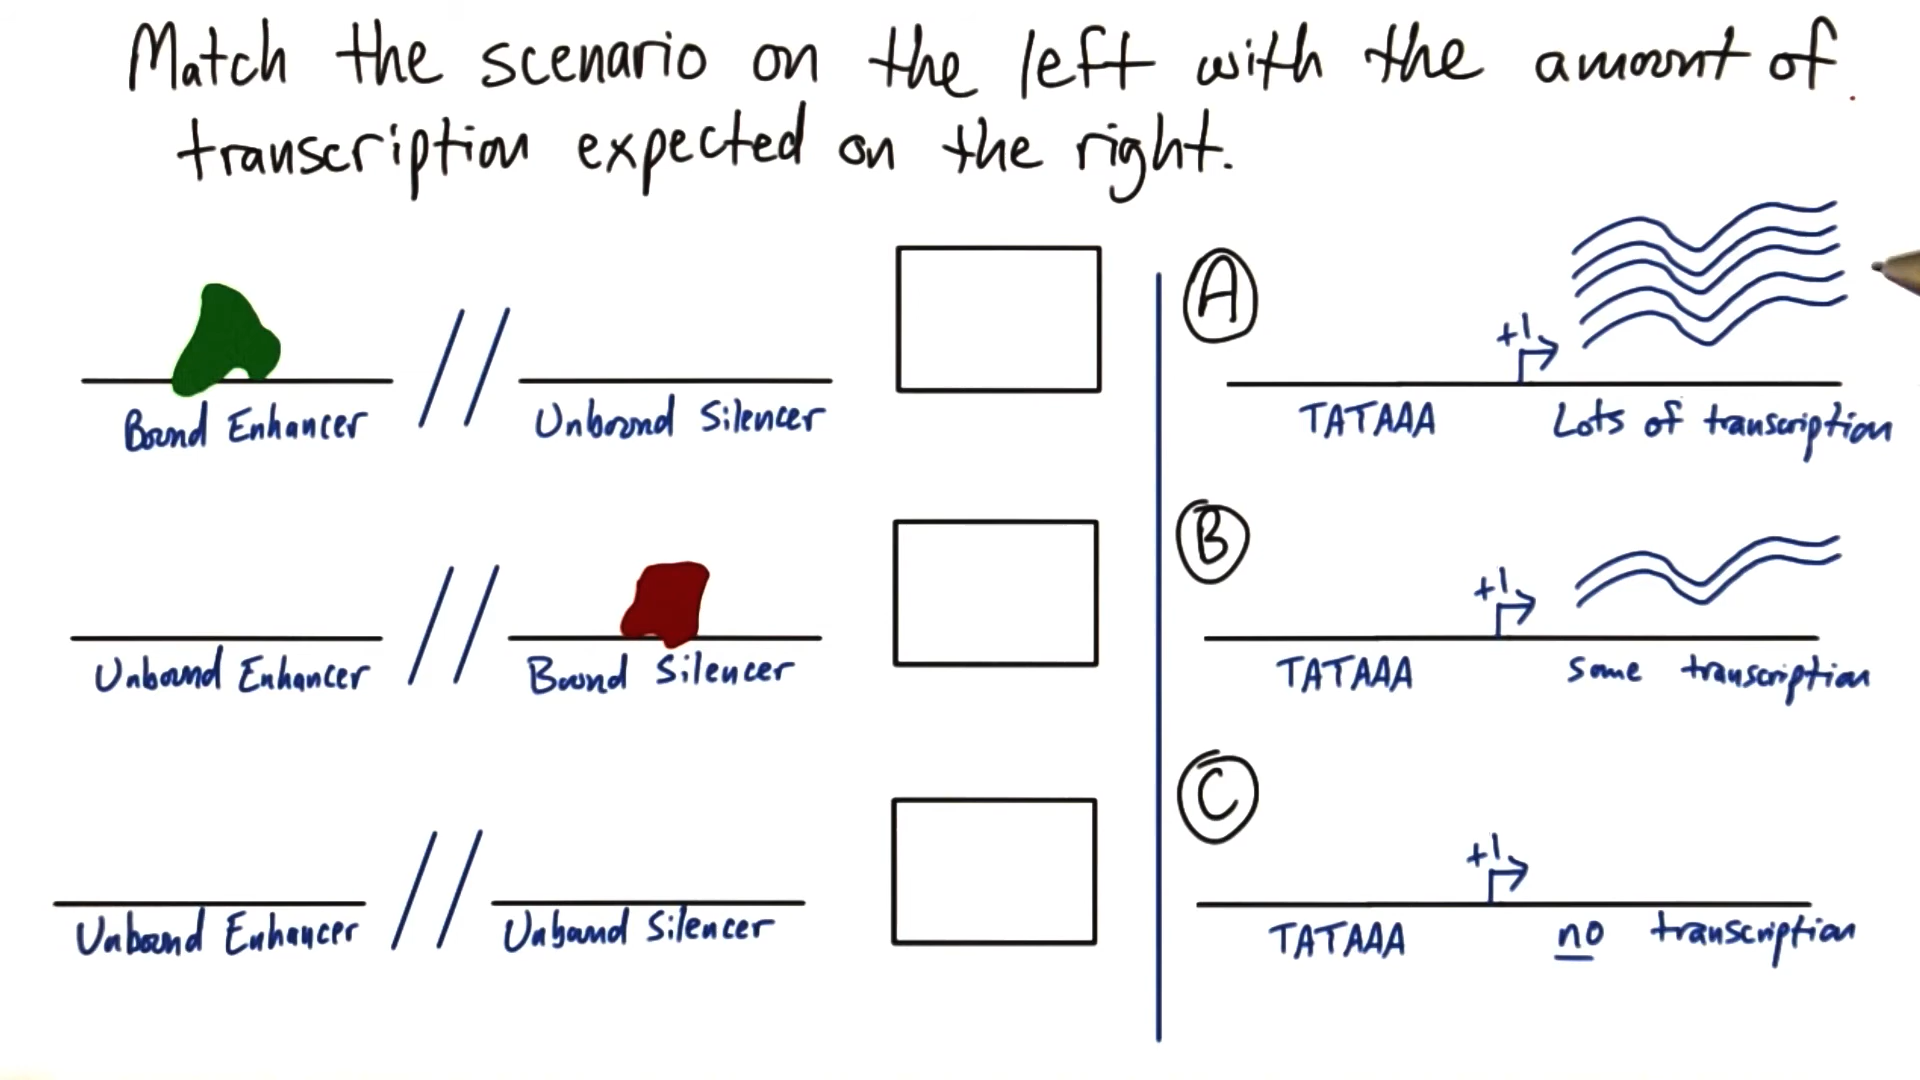 Match the scenario on the left with the amount of
transcription expected on the right.
A
+1
Bound Enhancer // Unbound Silencer
TATAAA Lots of transcription
B
+1
Unbound Enhancer // Bound Silencer
TATAAA some transcription
C
+1
Unbound Enhancer // Unbound Silencer
TATAAA no transcription